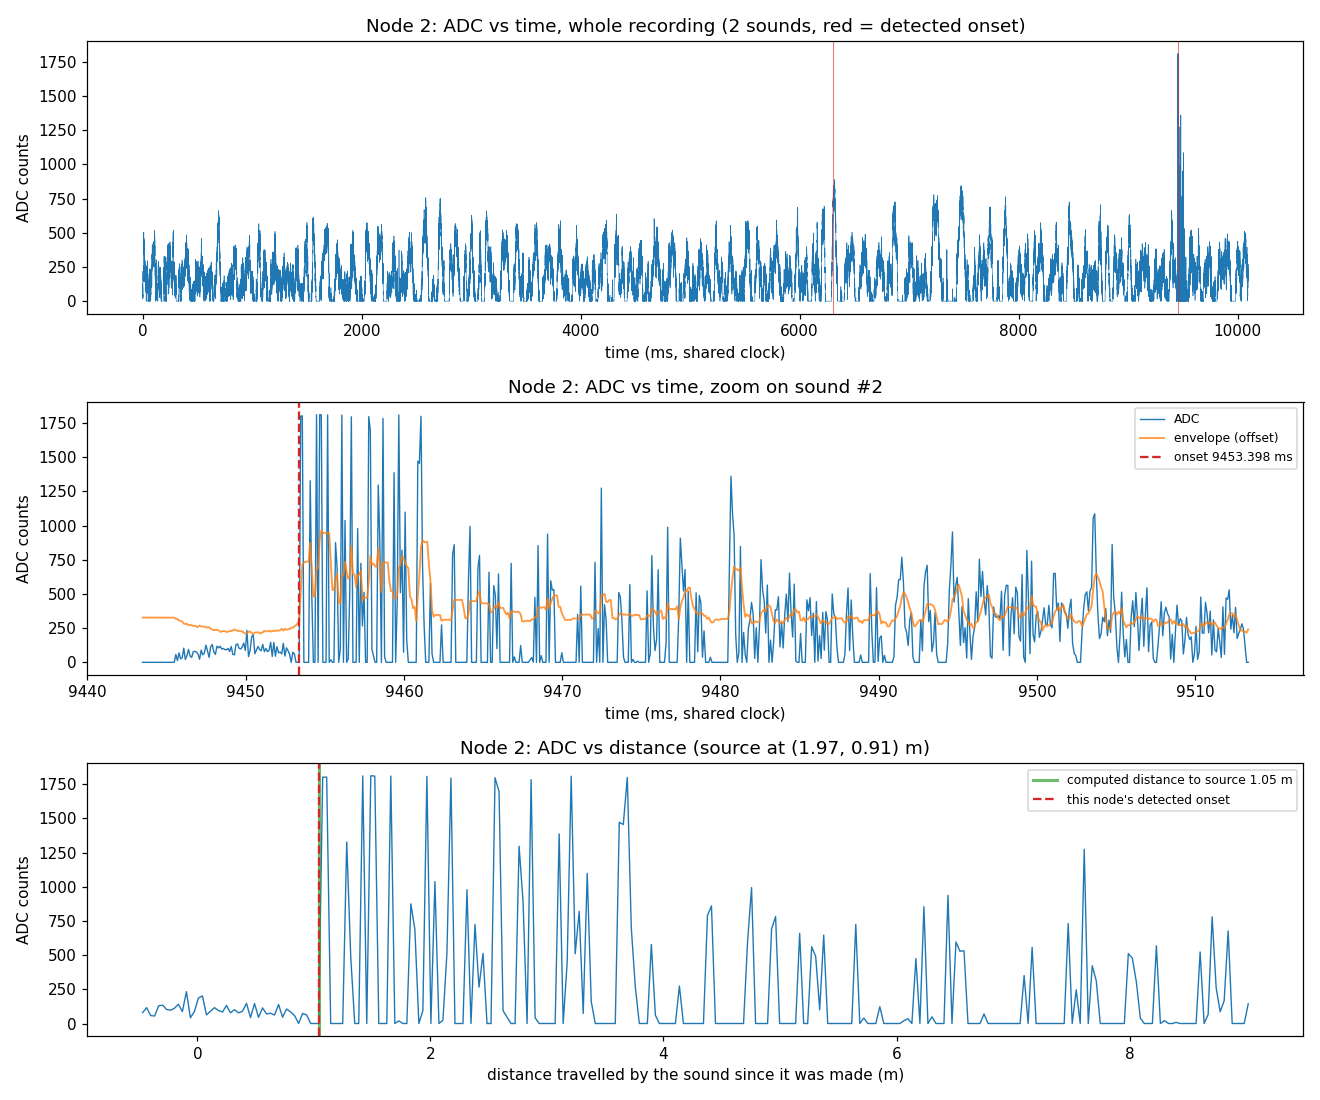 Node 2: ADC vs time, whole recording (2 sounds, red = detected onset)
ADC counts
1750
1500
1250
1000
750
500
250
0
0 2000 4000 6000 8000 10000
time (ms, shared clock)
Node 2: ADC vs time, zoom on sound #2
ADC counts
1750
1500
1250
1000
750
500
250
0
ADC
envelope (offset)
onset 9453.398 ms
9440 9450 9460 9470 9480 9490 9500 9510
time (ms, shared clock)
Node 2: ADC vs distance (source at (1.97, 0.91) m)
ADC counts
1750
1500
1250
1000
750
500
250
0
computed distance to source 1.05 m
this node's detected onset
0 2 4 6 8
distance travelled by the sound since it was made (m)